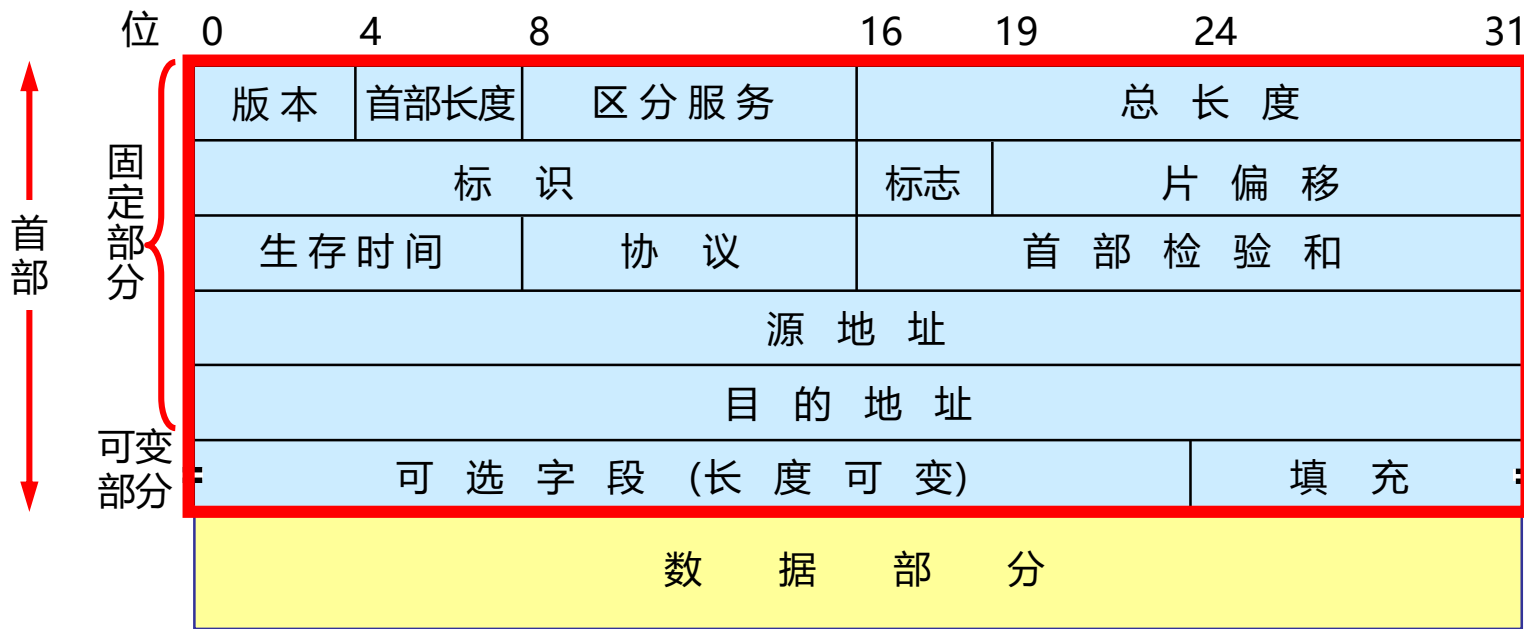 位 0 4 8 16 19 24 31
版本 首部长度 区分服务 总长度
标识 标志 片偏移
生存时间 协议 首部检验和
源地址
目的地址
可选字段 (长度可变) 填充
数据部分
首部
固定部分
可变
部分